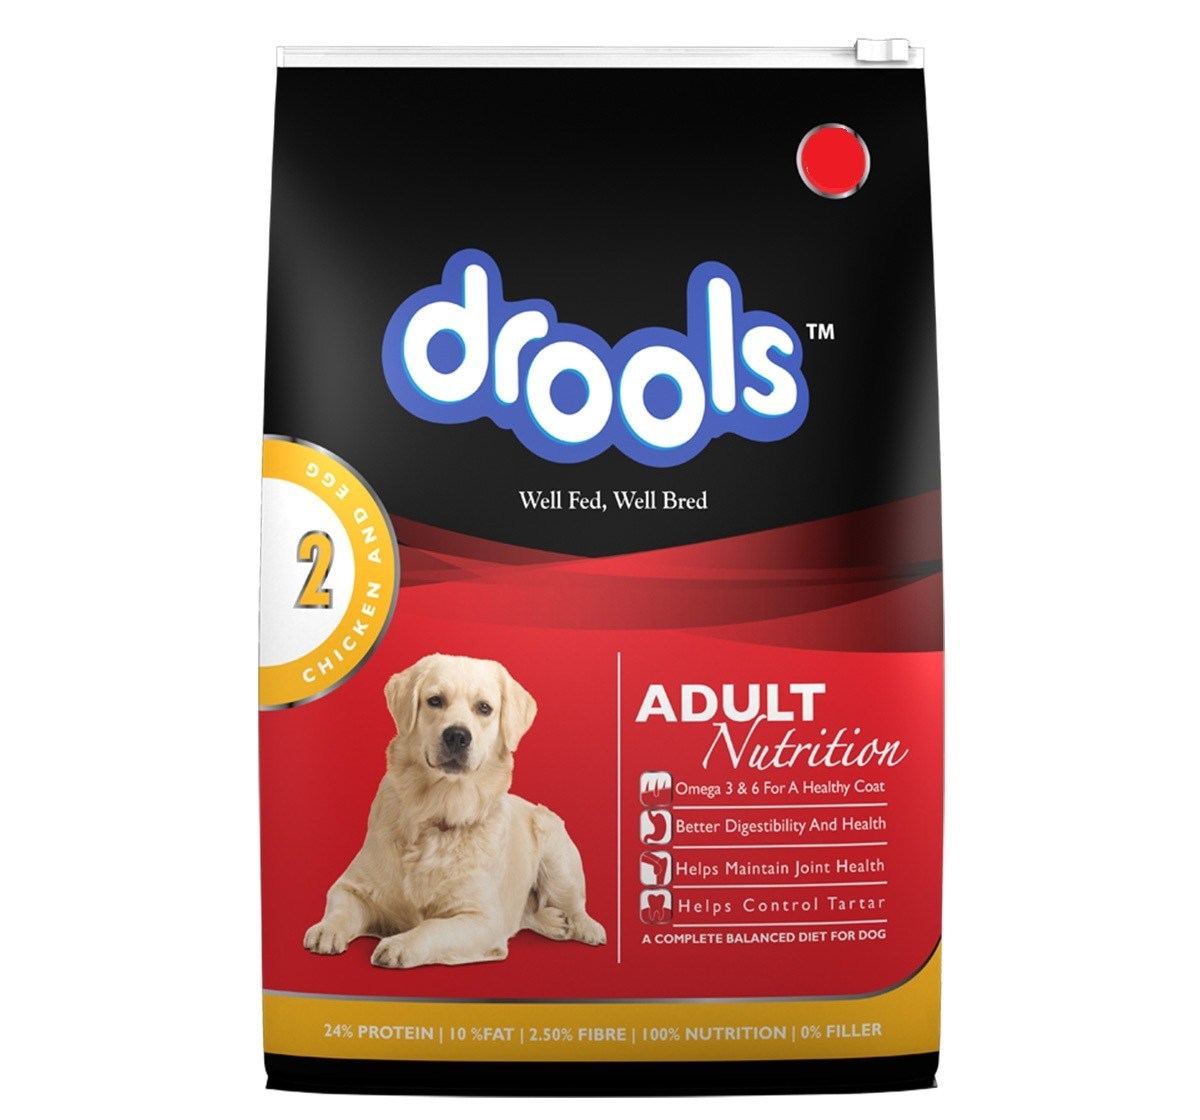 drools™
Well Fed, Well Bred
CHICKEN AND EGG
2
ADULT
Nutrition
Omega 3 & 6 For A Healthy Coat
Better Digestibility And Health
Helps Maintain Joint Health
Helps Control Tartar
A COMPLETE BALANCED DIET FOR DOG
24% PROTEIN | 10 %FAT | 2.50% FIBRE | 100% NUTRITION | 0% FILLER